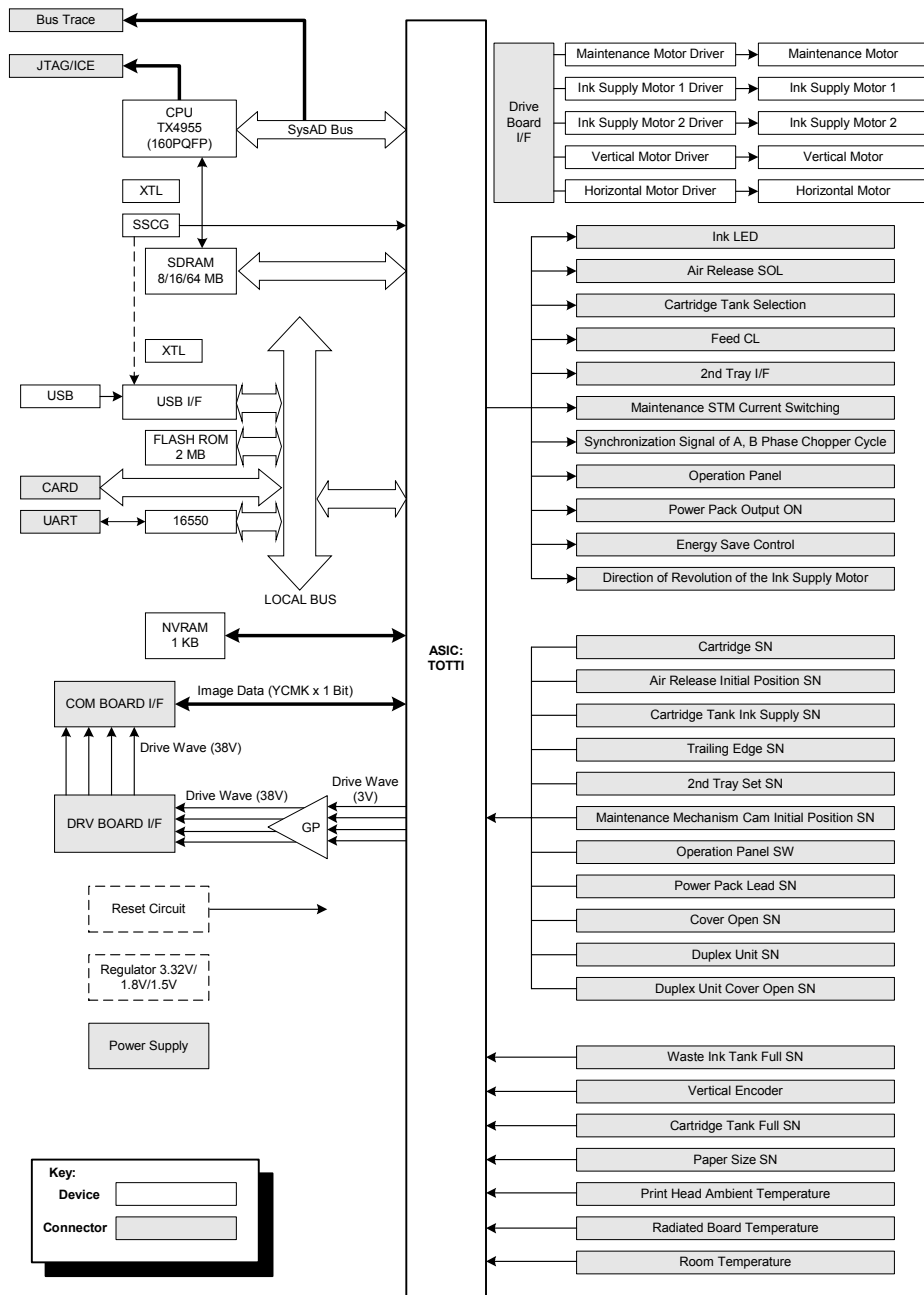 Bus Trace
JTAG/ICE
CPU
TX4955
(160PQFP)
SysAD Bus
XTL
SSCG
SDRAM
8/16/64 MB
XTL
USB
USB I/F
FLASH ROM
2 MB
CARD
UART
16550
LOCAL BUS
NVRAM
1 KB
COM BOARD I/F
Image Data (YCMK x 1 Bit)
Drive Wave (38V)
DRV BOARD I/F
Drive Wave (38V)
Drive Wave
(3V)
GP
Reset Circuit
Regulator 3.32V/
1.8V/1.5V
Power Supply
Key:
Device
Connector
ASIC:
TOTTI
Drive
Board
I/F
Maintenance Motor Driver
Maintenance Motor
Ink Supply Motor 1 Driver
Ink Supply Motor 1
Ink Supply Motor 2 Driver
Ink Supply Motor 2
Vertical Motor Driver
Vertical Motor
Horizontal Motor Driver
Horizontal Motor
Ink LED
Air Release SOL
Cartridge Tank Selection
Feed CL
2nd Tray I/F
Maintenance STM Current Switching
Synchronization Signal of A, B Phase Chopper Cycle
Operation Panel
Power Pack Output ON
Energy Save Control
Direction of Revolution of the Ink Supply Motor
Cartridge SN
Air Release Initial Position SN
Cartridge Tank Ink Supply SN
Trailing Edge SN
2nd Tray Set SN
Maintenance Mechanism Cam Initial Position SN
Operation Panel SW
Power Pack Lead SN
Cover Open SN
Duplex Unit SN
Duplex Unit Cover Open SN
Waste Ink Tank Full SN
Vertical Encoder
Cartridge Tank Full SN
Paper Size SN
Print Head Ambient Temperature
Radiated Board Temperature
Room Temperature